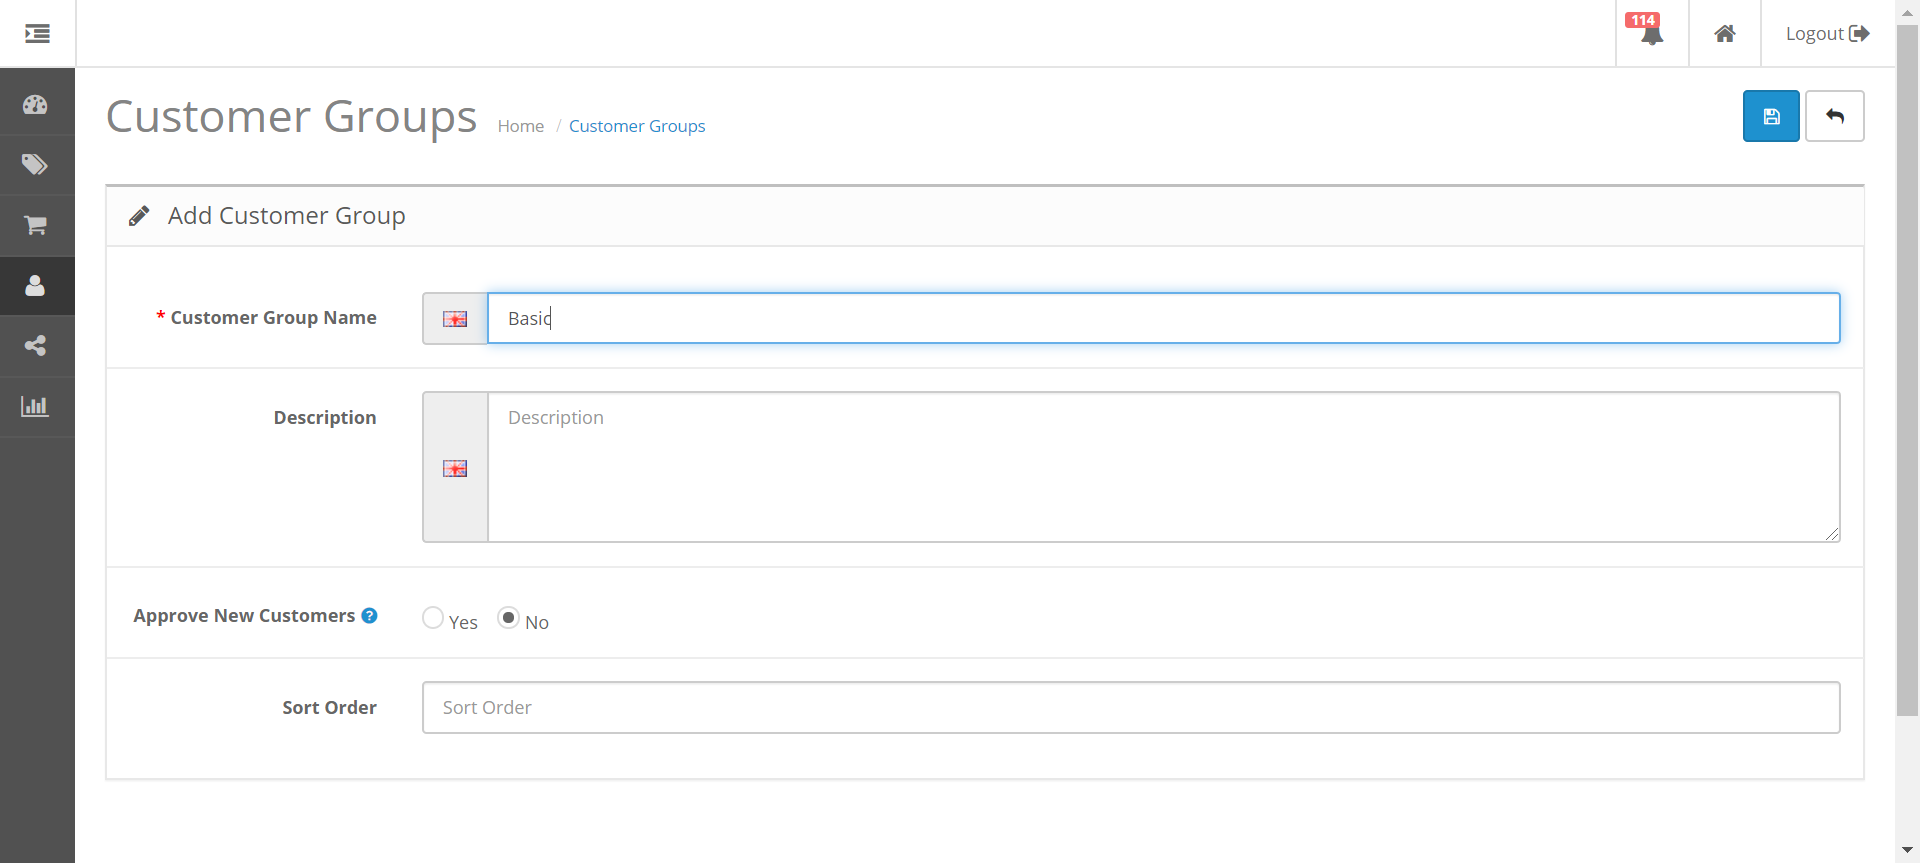 114
Logout
Customer Groups
Home / Customer Groups
Add Customer Group
* Customer Group Name
Basic
Description
Description
Approve New Customers ?
Yes
No
Sort Order
Sort Order